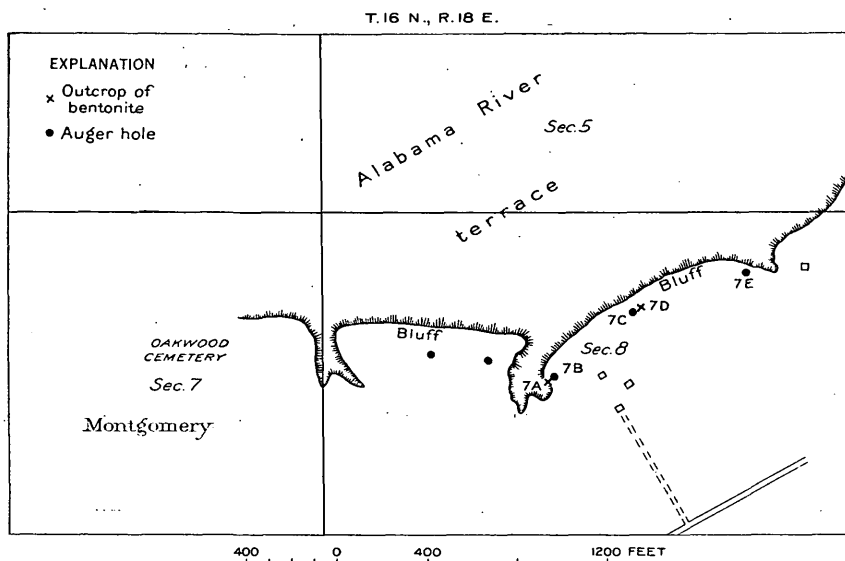 T.16 N., R.18 E.
EXPLANATION
Outcrop of
bentonite
Auger hole
Alabama River
terrace
Sec.5
Bluff
7E
7C
7D
Bluff
Sec.8
OAKWOOD
CEMETERY
Sec.7
7A
7B
Montgomery
400 0 400 1200 FEET